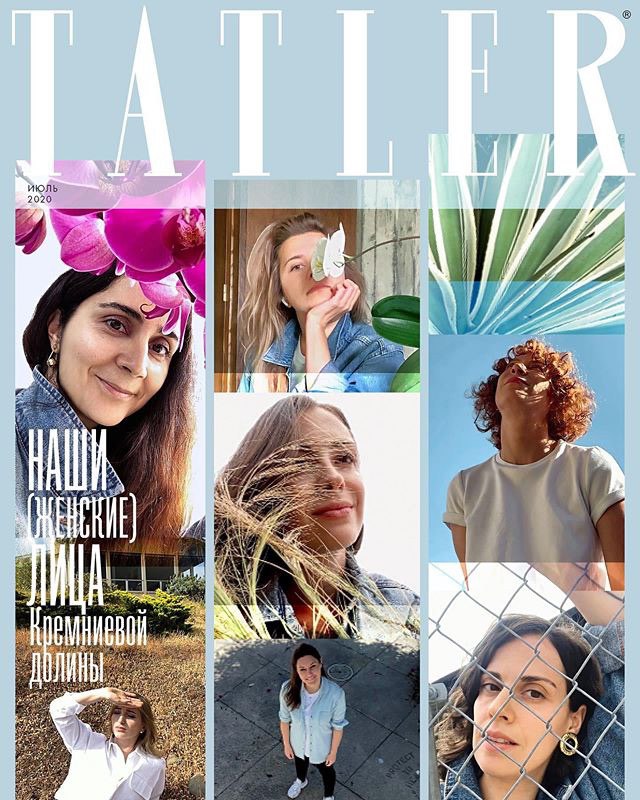 TATLER®
ИЮЛЬ
2020
НАШИ
(ЖЕНСКИЕ)
ЛИЦА
Кремниевой
долины